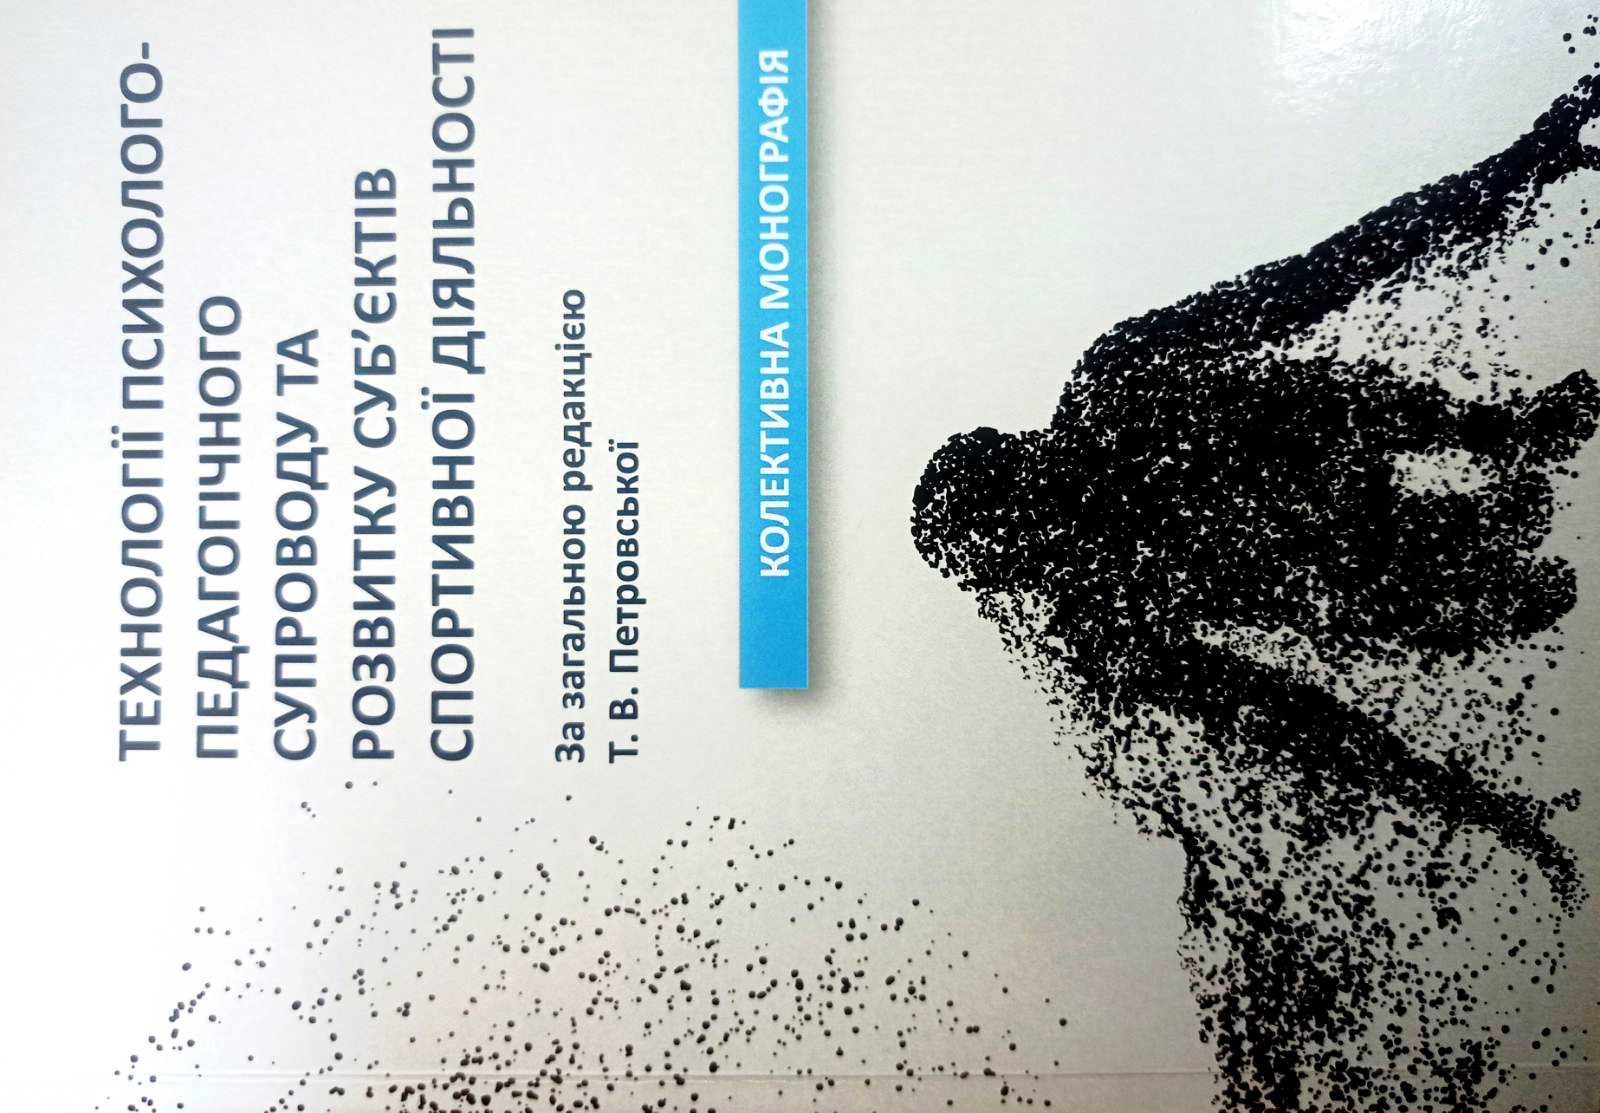 ТЕХНОЛОГІЇ ПСИХОЛОГО-
ПЕДАГОГІЧНОГО
СУПРОВОДУ ТА
РОЗВИТКУ СУБ’ЄКТІВ
СПОРТИВНОЇ ДІЯЛЬНОСТІ
За загальною редакцією
Т. В. Петровської
КОЛЕКТИВНА МОНОГРАФІЯ